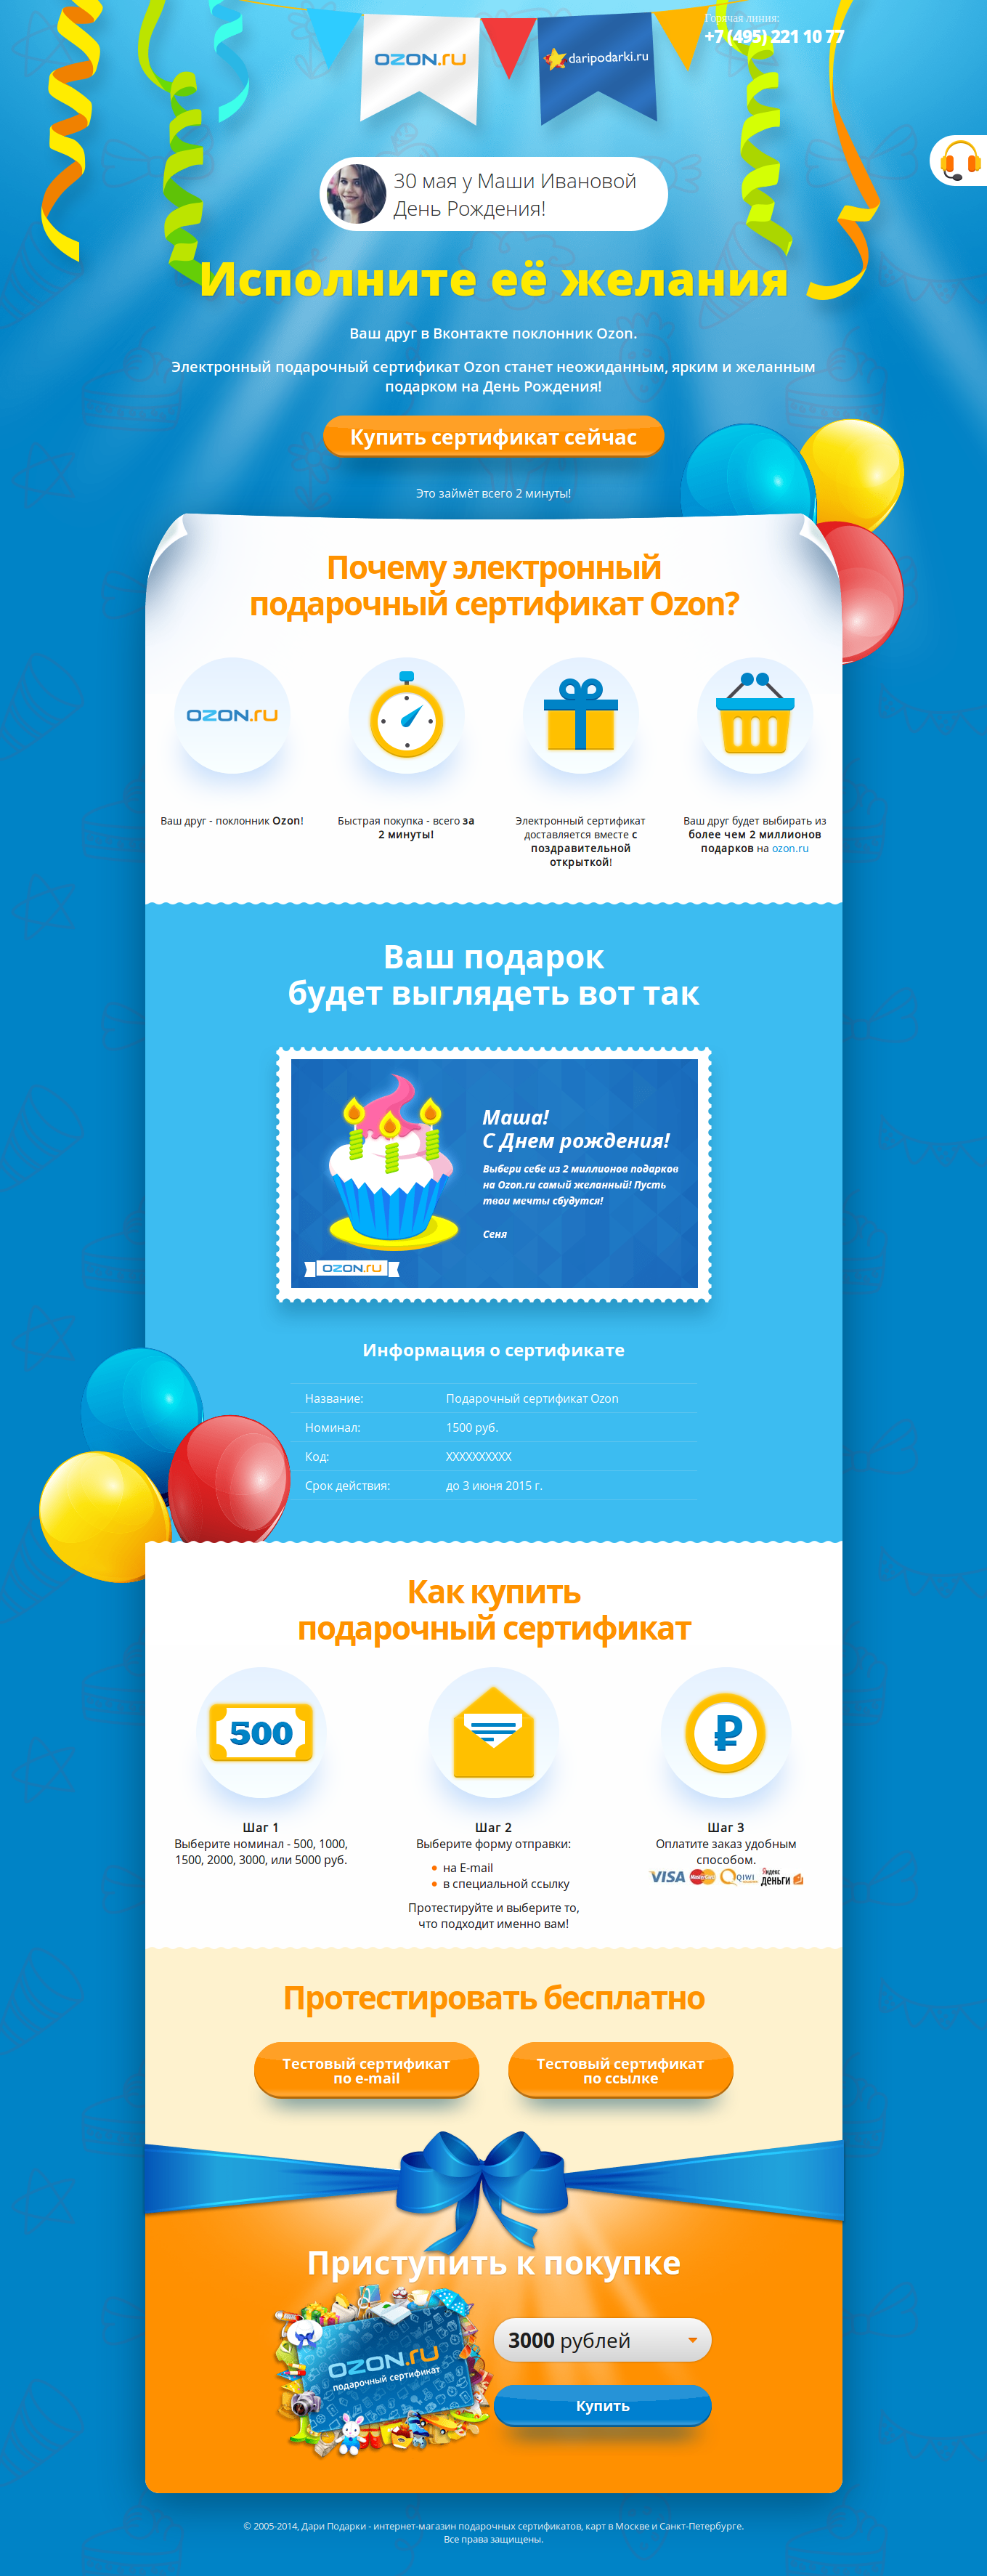 Горячая линия:
+7 (495) 221 10 77
OZON.ru
daripodarki.ru
30 мая у Маши Ивановой
День Рождения!
Исполните её желания
Ваш друг в Вконтакте поклонник Ozon.
Электронный подарочный сертификат Ozon станет неожиданным, ярким и желанным
подарком на День Рождения!
Купить сертификат сейчас
Это займёт всего 2 минуты!
Почему электронный
подарочный сертификат Ozon?
OZON.ru
Ваш друг - поклонник Ozon!
Быстрая покупка - всего за
2 минуты!
Электронный сертификат
доставляется вместе с
поздравительной
открыткой!
Ваш друг будет выбирать из
более чем 2 миллионов
подарков на ozon.ru
Ваш подарок
будет выглядеть вот так
Маша!
С Днем рождения!
Выбери себе из 2 миллионов подарков
на Ozon.ru самый желанный! Пусть
твои мечты сбудутся!
Сеня
OZON.ru
Информация о сертификате
Название: Подарочный сертификат Ozon
Номинал: 1500 руб.
Код: XXXXXXXXXX
Срок действия: до 3 июня 2015 г.
Как купить
подарочный сертификат
500
₽
Шаг 1
Выберите номинал - 500, 1000,
1500, 2000, 3000, или 5000 руб.
Шаг 2
Выберите форму отправки:
на E-mail
в специальной ссылку
Протестируйте и выберите то,
что подходит именно вам!
Шаг 3
Оплатите заказ удобным
способом.
VISA MasterCard QIWI Яндекс деньги
Протестировать бесплатно
Тестовый сертификат
по e-mail
Тестовый сертификат
по ссылке
Приступить к покупке
OZON.ru
подарочный сертификат
3000 рублей
Купить
© 2005-2014, Дари Подарки - интернет-магазин подарочных сертификатов, карт в Москве и Санкт-Петербурге.
Все права защищены.